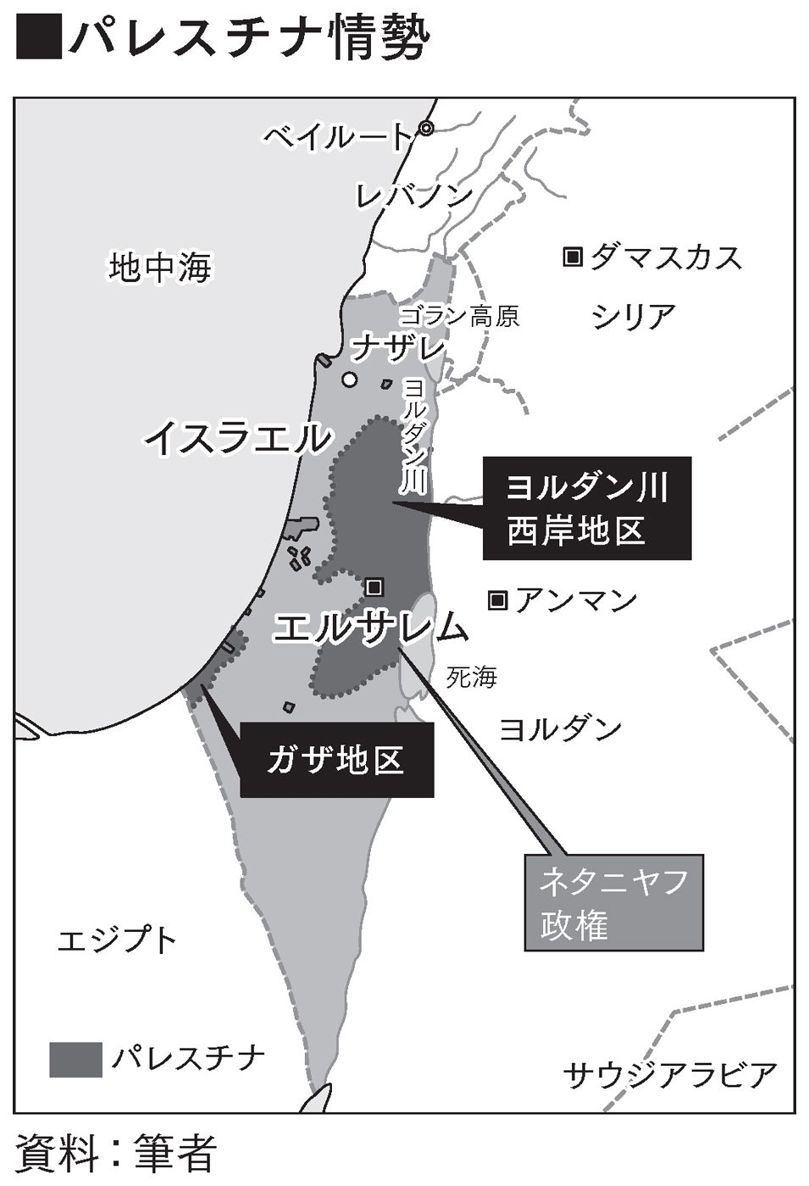 ■パレスチナ情勢
ベイルート
レバノン
地中海
ダマスカス
シリア
ゴラン高原
ナザレ
ヨルダン川
イスラエル
ヨルダン川
西岸地区
アンマン
エルサレム
死海
ヨルダン
ガザ地区
ネタニヤフ
政権
エジプト
パレスチナ
サウジアラビア
資料：筆者